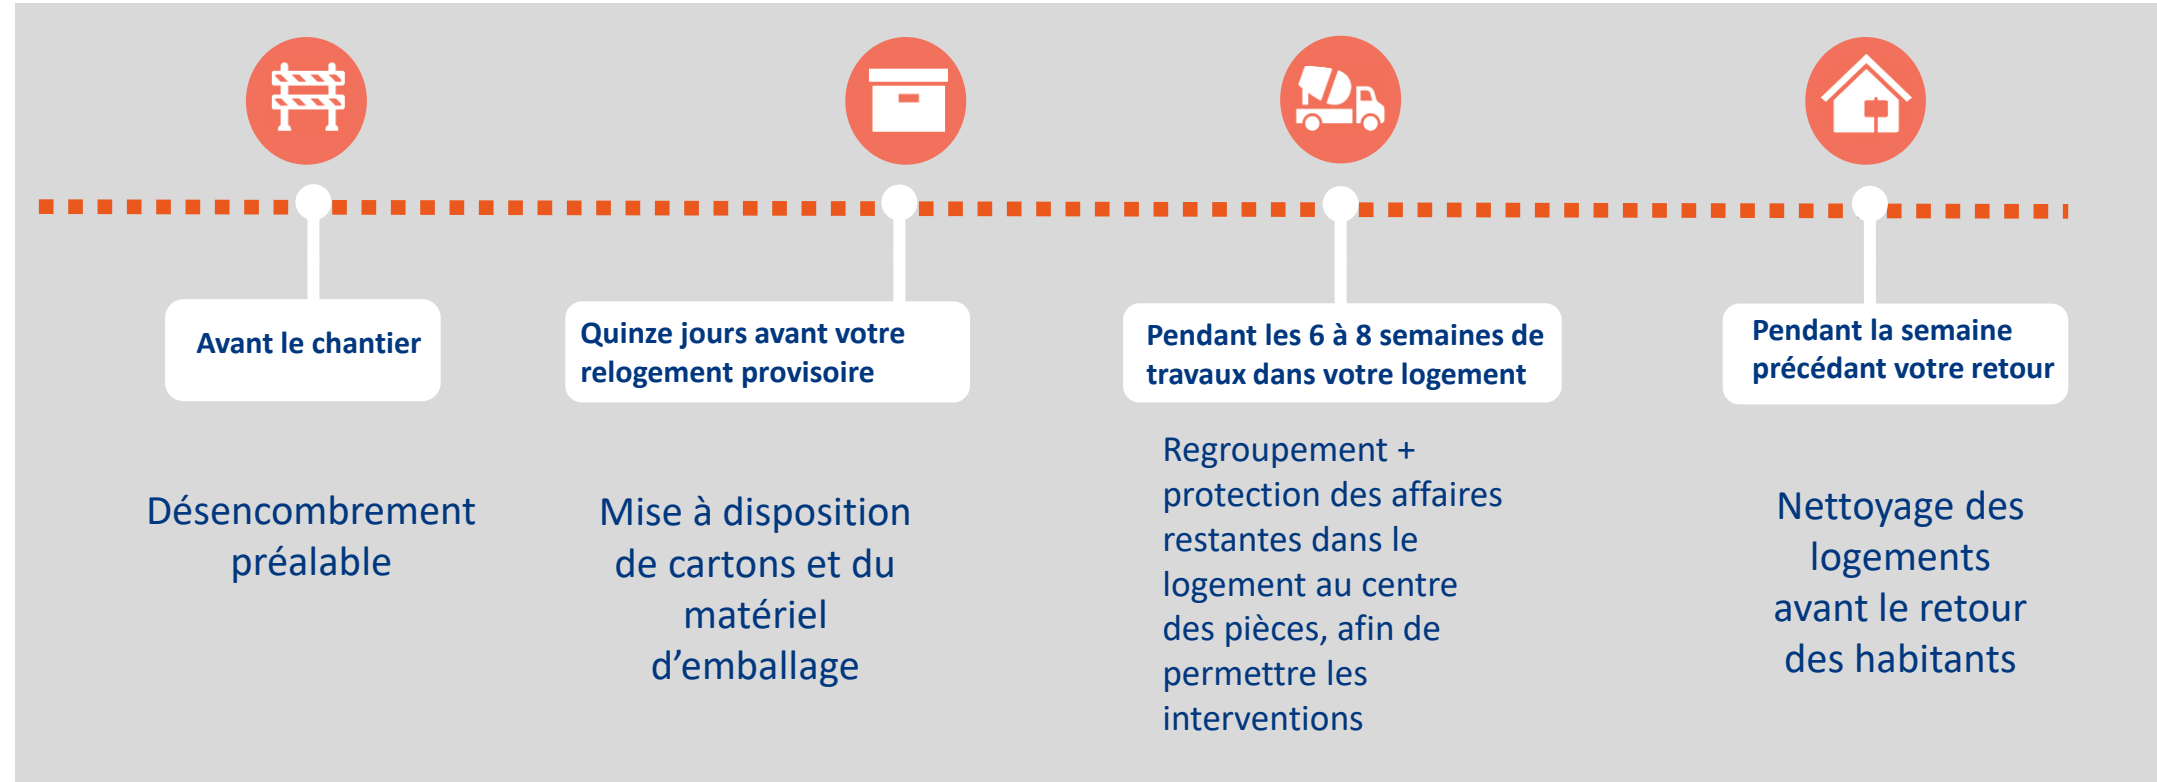 Avant le chantier
Désencombrement
préalable
Quinze jours avant votre
relogement provisoire
Mise à disposition
de cartons et du
matériel
d’emballage
Pendant les 6 à 8 semaines de
travaux dans votre logement
Regroupement +
protection des affaires
restantes dans le
logement au centre
des pièces, afin de
permettre les
interventions
Pendant la semaine
précédant votre retour
Nettoyage des
logements
avant le retour
des habitants